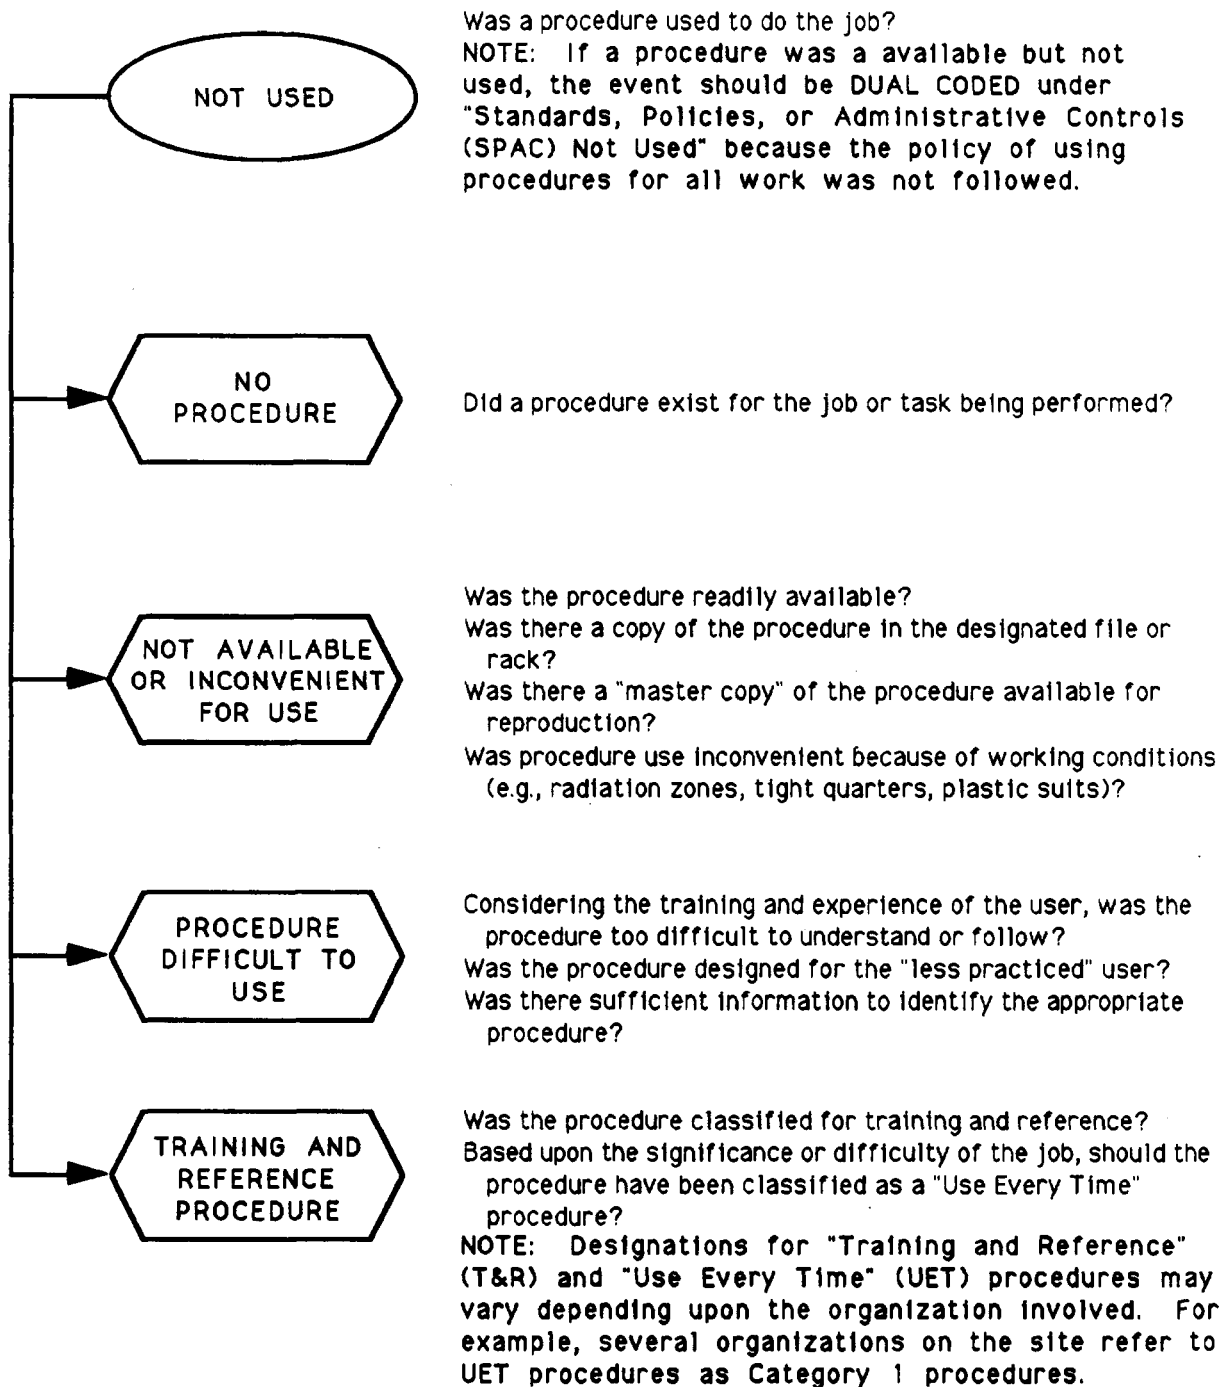 NOT USED
Was a procedure used to do the job?
NOTE: If a procedure was a available but not
used, the event should be DUAL CODED under
"Standards, Policies, or Administrative Controls
(SPAC) Not Used" because the policy of using
procedures for all work was not followed.
NO
PROCEDURE
Did a procedure exist for the job or task being performed?
NOT AVAILABLE
OR INCONVENIENT
FOR USE
Was the procedure readily available?
Was there a copy of the procedure in the designated file or
rack?
Was there a "master copy" of the procedure available for
reproduction?
Was procedure use inconvenient because of working conditions
(e.g., radiation zones, tight quarters, plastic suits)?
PROCEDURE
DIFFICULT TO
USE
Considering the training and experience of the user, was the
procedure too difficult to understand or follow?
Was the procedure designed for the "less practiced" user?
Was there sufficient information to identify the appropriate
procedure?
TRAINING AND
REFERENCE
PROCEDURE
Was the procedure classified for training and reference?
Based upon the significance or difficulty of the job, should the
procedure have been classified as a "Use Every Time"
procedure?
NOTE: Designations for "Training and Reference"
(T&R) and "Use Every Time" (UET) procedures may
vary depending upon the organization involved. For
example, several organizations on the site refer to
UET procedures as Category 1 procedures.